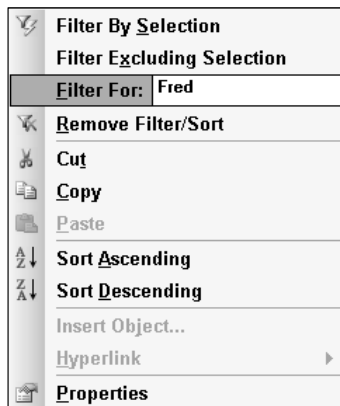 Filter By Selection
Filter Excluding Selection
Filter For: Fred
Remove Filter/Sort
Cut
Copy
Paste
A Z Sort Ascending
Z A Sort Descending
Insert Object...
Hyperlink
Properties